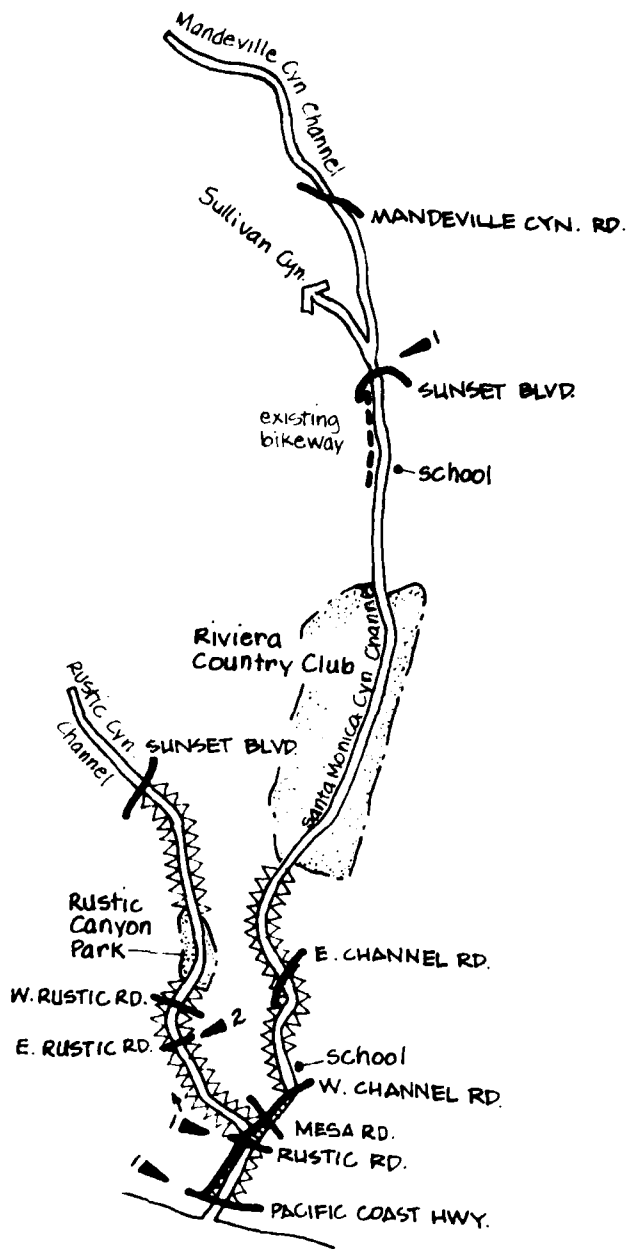 Mandeville Cyn Channel
Sullivan Cyn.
MANDEVILLE CYN. RD.
1
SUNSET BLVD.
existing
bikeway
school
Riviera
Country Club
Santa Monica Cyn Channel
Rustic Cyn
Channel
SUNSET BLVD.
Rustic
Canyon
Park
E. CHANNEL RD.
W. RUSTIC RD.
2
E. RUSTIC RD.
school
W. CHANNEL RD.
MESA RD.
1
RUSTIC RD.
1
PACIFIC COAST HWY.